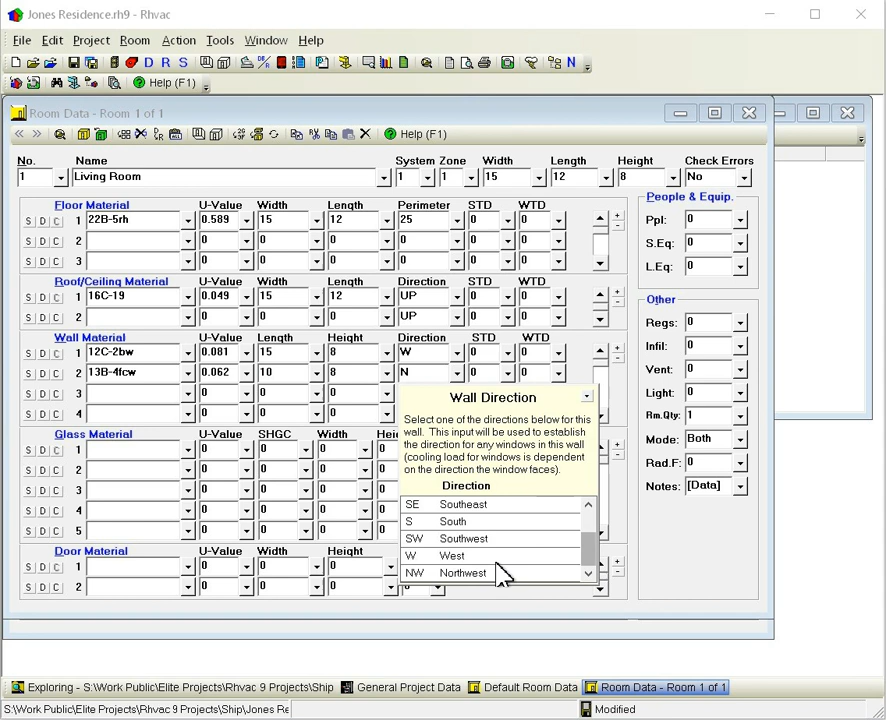 Jones Residence.rh9 - Rhvac
File Edit Project Room Action Tools Window Help
D R S N
Help (F1)
Room Data - Room 1 of 1
Help (F1)
No. Name System Zone Width Length Height Check Errors
1 Living Room 1 1 15 12 8 No
Floor Material U-Value Width Length Perimeter STD WTD
S D C 1 22B-5rh 0.589 15 12 25 0 0 + -
S D C 2 0 0 0 0 0 0
S D C 3 0 0 0 0 0 0
Roof/Ceiling Material U-Value Width Length Direction STD WTD
S D C 1 16C-19 0.049 15 12 UP 0 0 + -
S D C 2 0 0 0 UP 0 0
Wall Material U-Value Length Height Direction STD WTD
S D C 1 12C-2bw 0.081 15 8 W 0 0 + -
S D C 2 13B-4fcw 0.062 10 8 N 0 0
S D C 3 0 0 0
S D C 4 0 0 0
Glass Material U-Value SHGC Width Hei
S D C 1 0 0 0 0 + -
S D C 2 0 0 0 0
S D C 3 0 0 0 0
S D C 4 0 0 0 0
S D C 5 0 0 0 0
Door Material U-Value Width Height
S D C 1 0 0 0 0 + -
S D C 2 0 0 0 0
Wall Direction
Select one of the directions below for this
wall. This input will be used to establish
the direction for any windows in this wall
(cooling load for windows is dependent
on the direction the window faces).
Direction
SE Southeast
S South
SW Southwest
W West
NW Northwest
People & Equip.
Ppl: 0
S.Eq: 0
L.Eq: 0
Other
Regs: 0
Infil: 0
Vent: 0
Light: 0
Rm.Qty: 1
Mode: Both
Rad.F: 0
Notes: [Data]
Exploring - S:\Work Public\Elite Projects\Rhvac 9 Projects\Ship General Project Data Default Room Data Room Data - Room 1 of 1
S:\Work Public\Elite Projects\Rhvac 9 Projects\Ship\Jones Re Modified